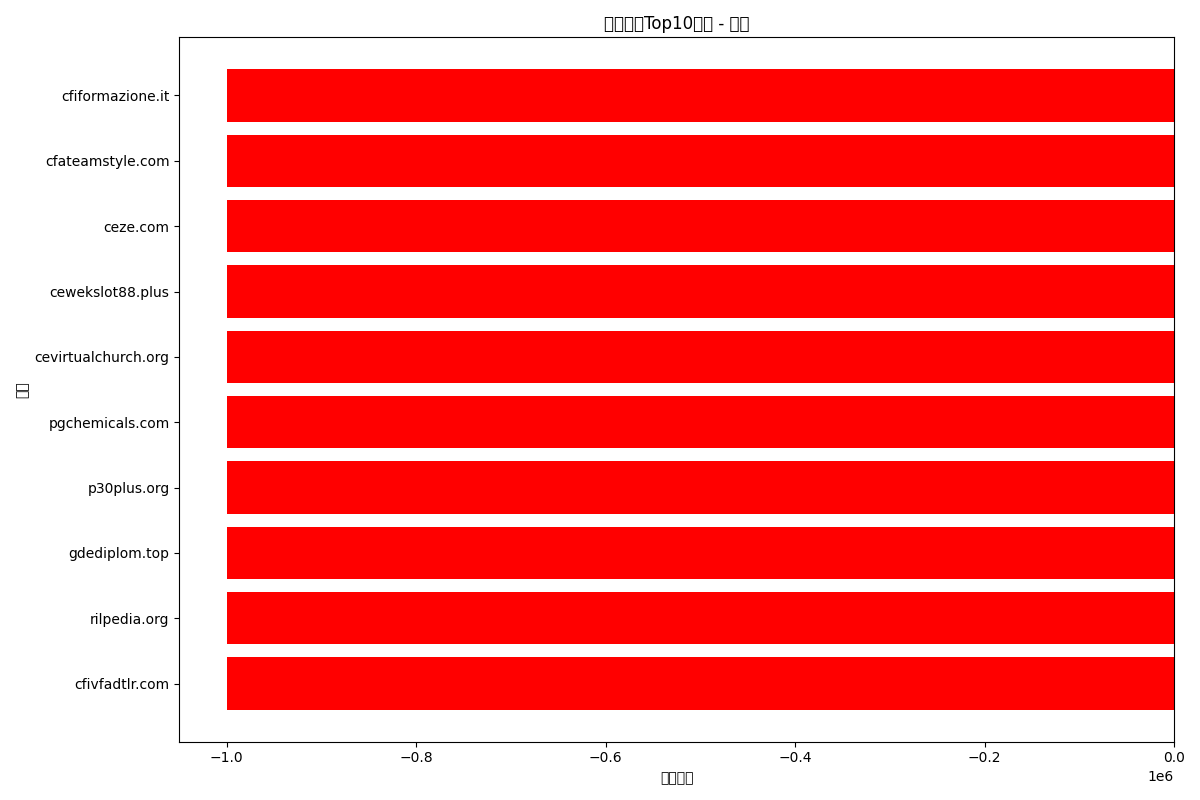 Top10 -
cfiformazione.it
cfateamstyle.com
ceze.com
cewekslot88.plus
cevirtualchurch.org
pgchemicals.com
p30plus.org
gdediplom.top
rilpedia.org
cfivfadtlr.com
−1.0
−0.8
−0.6
−0.4
−0.2
0.0
1e6